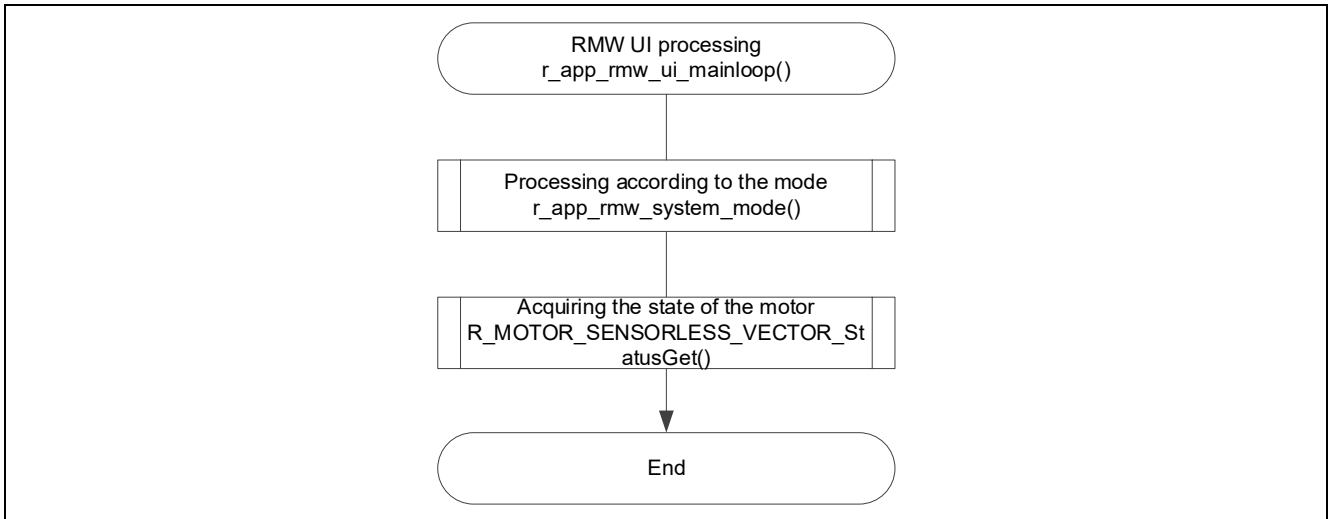 RMW UI processing
r_app_rmw_ui_mainloop()
Processing according to the mode
r_app_rmw_system_mode()
Acquiring the state of the motor
R_MOTOR_SENSORLESS_VECTOR_St
atusGet()
End